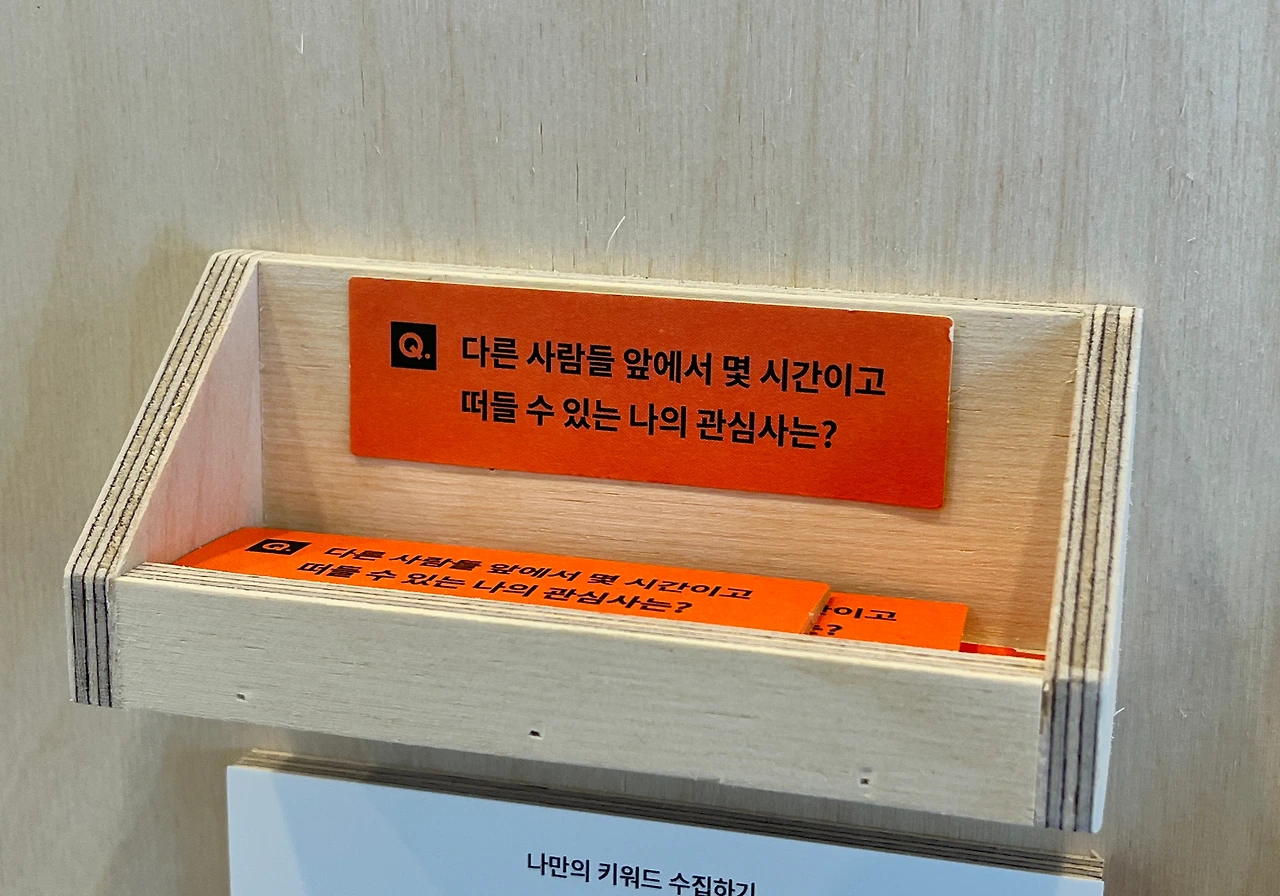 Q. 다른 사람들 앞에서 몇 시간이고
떠들 수 있는 나의 관심사는?
Q. 다른 사람들 앞에서 몇 시간이고
떠들 수 있는 나의 관심사는?
간이고
는?
나만의 키워드 수집하기